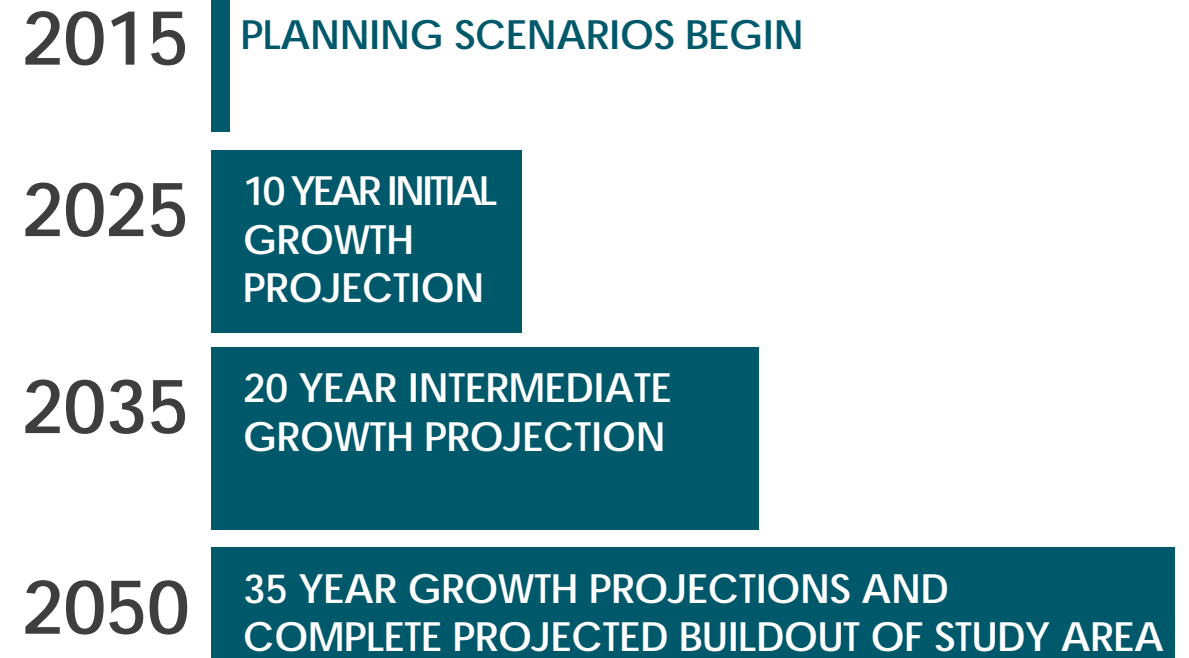 2015
PLANNING SCENARIOS BEGIN
2025
10 YEAR INITIAL
GROWTH
PROJECTION
2035
20 YEAR INTERMEDIATE
GROWTH PROJECTION
2050
35 YEAR GROWTH PROJECTIONS AND
COMPLETE PROJECTED BUILDOUT OF STUDY AREA